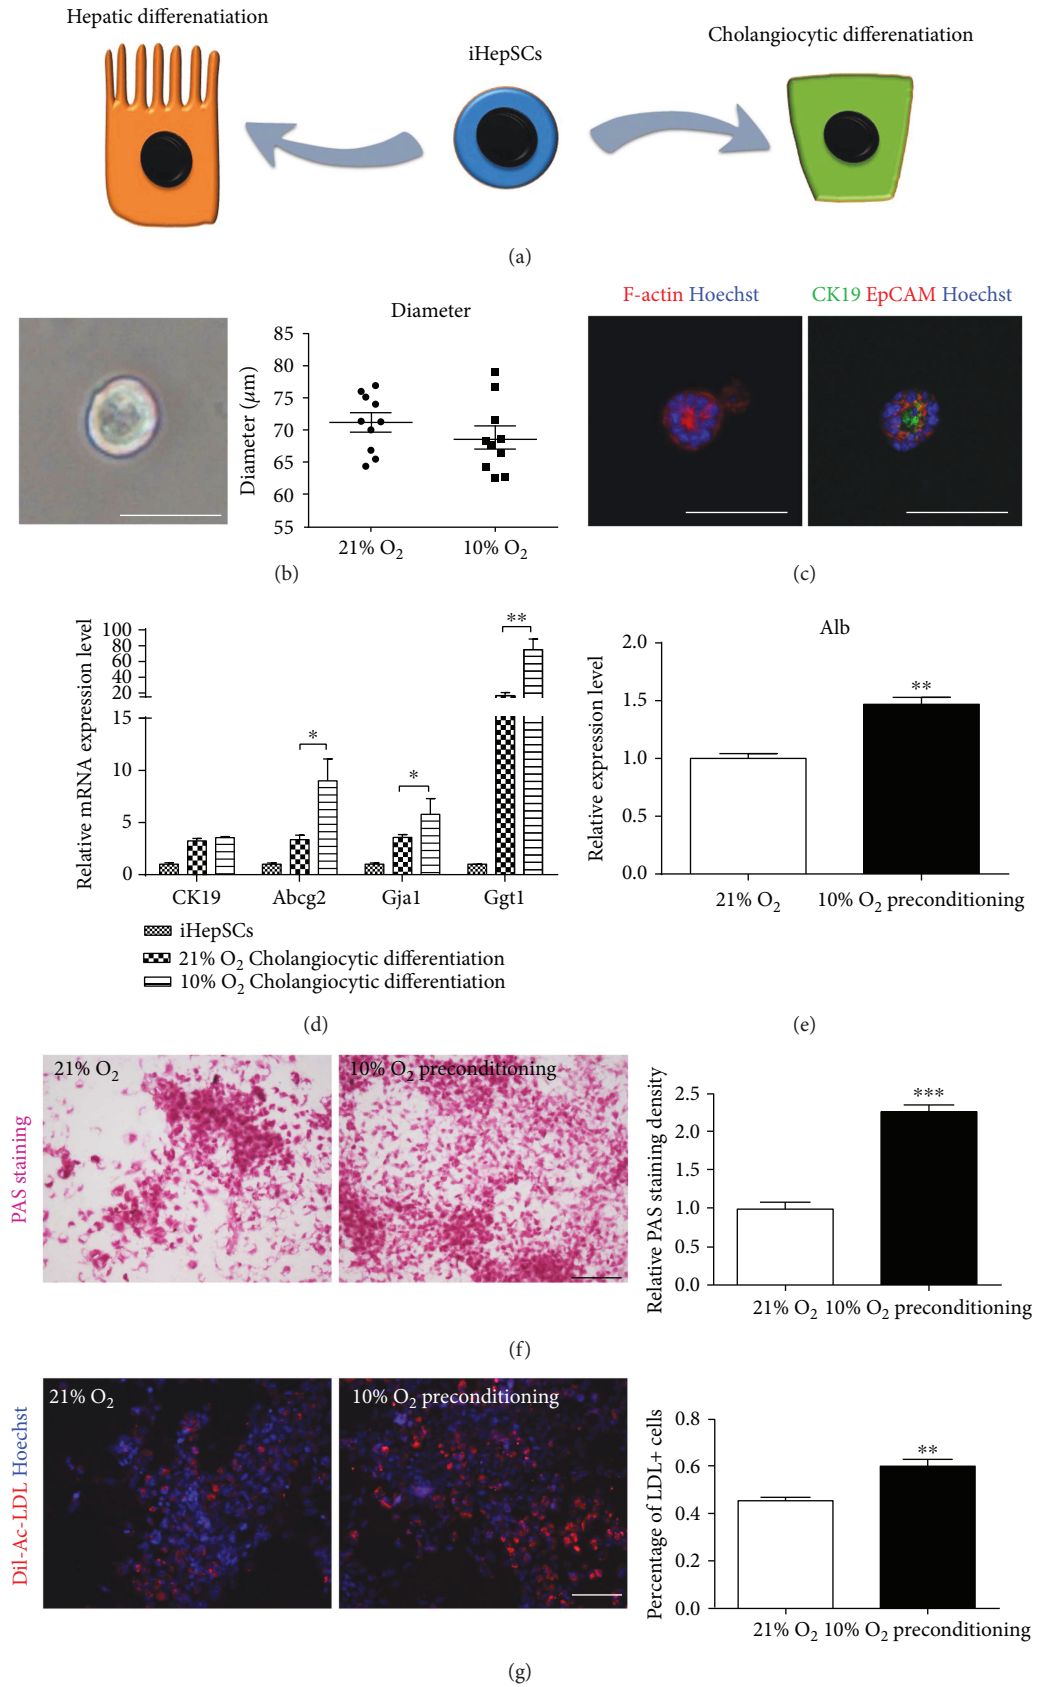 Hepatic differenatiation
iHepSCs
Cholangiocytic differenatiation
(a)
Diameter
Diameter (μm)
85
80
75
70
65
60
55
21% O₂
10% O₂
(b)
F-actin Hoechst
CK19 EpCAM Hoechst
(c)
Relative mRNA expression level
100
80
60
40
20
15
10
5
0
*
*
**
CK19
Abcg2
Gja1
Ggt1
iHepSCs
21% O₂ Cholangiocytic differentiation
10% O₂ Cholangiocytic differentiation
(d)
Alb
Relative expression level
2.0
1.5
1.0
0.5
0.0
**
21% O₂
10% O₂ preconditioning
(e)
PAS staining
21% O₂
10% O₂ preconditioning
Relative PAS staining density
2.5
2.0
1.5
1.0
0.5
0.0
***
21% O₂ 10% O₂ preconditioning
(f)
Dil-Ac-LDL Hoechst
21% O₂
10% O₂ preconditioning
Percentage of LDL+ cells
0.8
0.6
0.4
0.2
0.0
**
21% O₂ 10% O₂ preconditioning
(g)